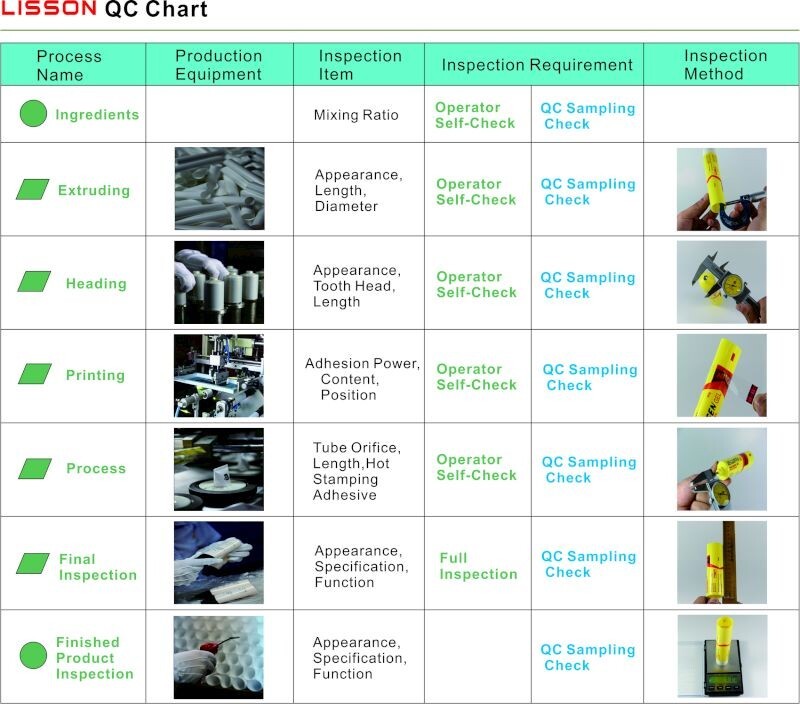 LISSON QC Chart
Process
Name
Production
Equipment
Inspection
Item
Inspection Requirement
Inspection
Method
Ingredients
Mixing Ratio
Operator
Self-Check
QC Sampling
Check
Extruding
Appearance,
Length,
Diameter
Operator
Self-Check
QC Sampling
Check
Heading
Appearance,
Tooth Head,
Length
Operator
Self-Check
QC Sampling
Check
Printing
Adhesion Power,
Content,
Position
Operator
Self-Check
QC Sampling
Check
Process
Tube Orifice,
Length,Hot
Stamping
Adhesive
Operator
Self-Check
QC Sampling
Check
Final
Inspection
Appearance,
Specification,
Function
Full
Inspection
QC Sampling
Check
Finished
Product
Inspection
Appearance,
Specification,
Function
QC Sampling
Check